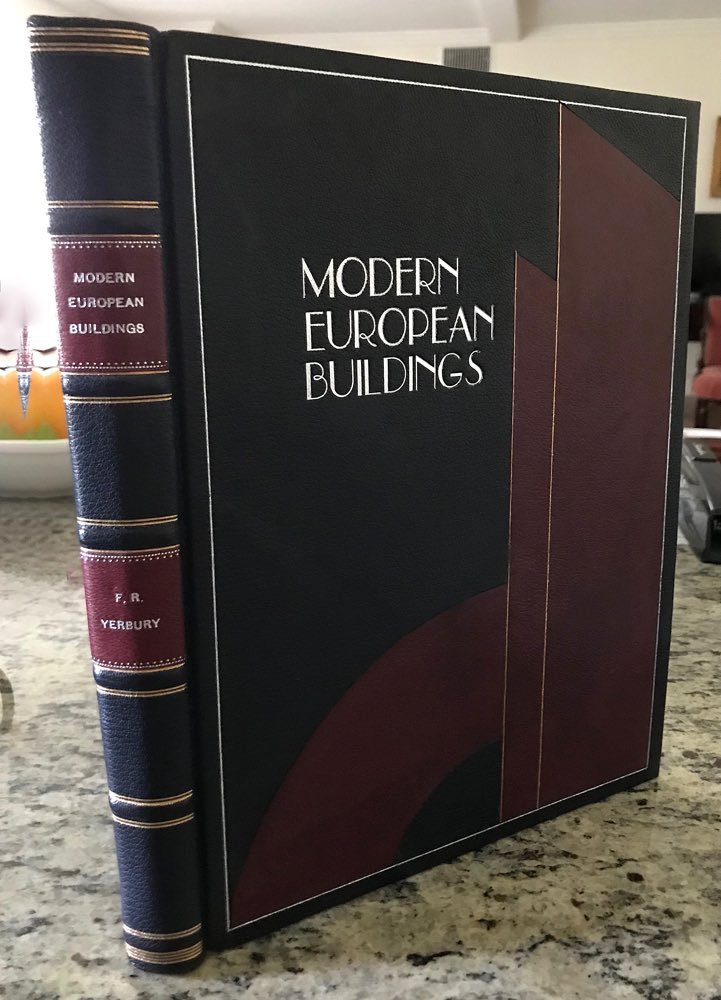 MODERN
EUROPEAN
BUILDINGS
F. R.
YERBURY
MODERN
EUROPEAN
BUILDINGS